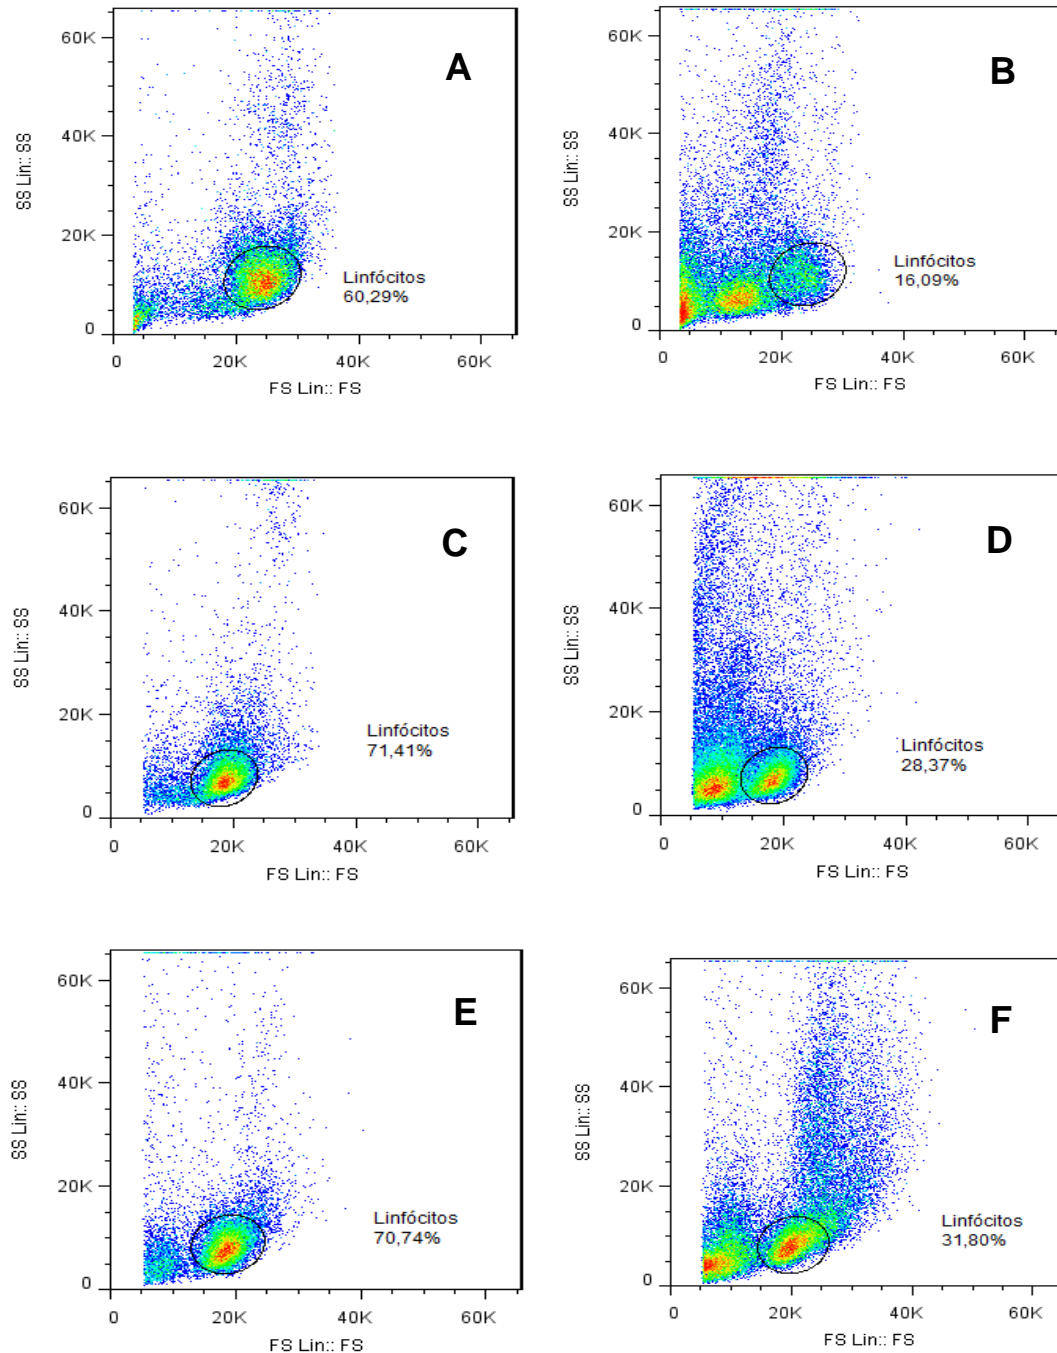 A
60K
40K
20K
0
SS Lin:: SS
Linfócitos
60,29%
0 20K 40K 60K
FS Lin:: FS
B
60K
40K
20K
0
SS Lin:: SS
Linfócitos
16,09%
0 20K 40K 60K
FS Lin:: FS
C
60K
40K
20K
0
SS Lin:: SS
Linfócitos
71,41%
0 20K 40K 60K
FS Lin:: FS
D
60K
40K
20K
0
SS Lin:: SS
Linfócitos
28,37%
0 20K 40K 60K
FS Lin:: FS
E
60K
40K
20K
0
SS Lin:: SS
Linfócitos
70,74%
0 20K 40K 60K
FS Lin:: FS
F
60K
40K
20K
0
SS Lin:: SS
Linfócitos
31,80%
0 20K 40K 60K
FS Lin:: FS